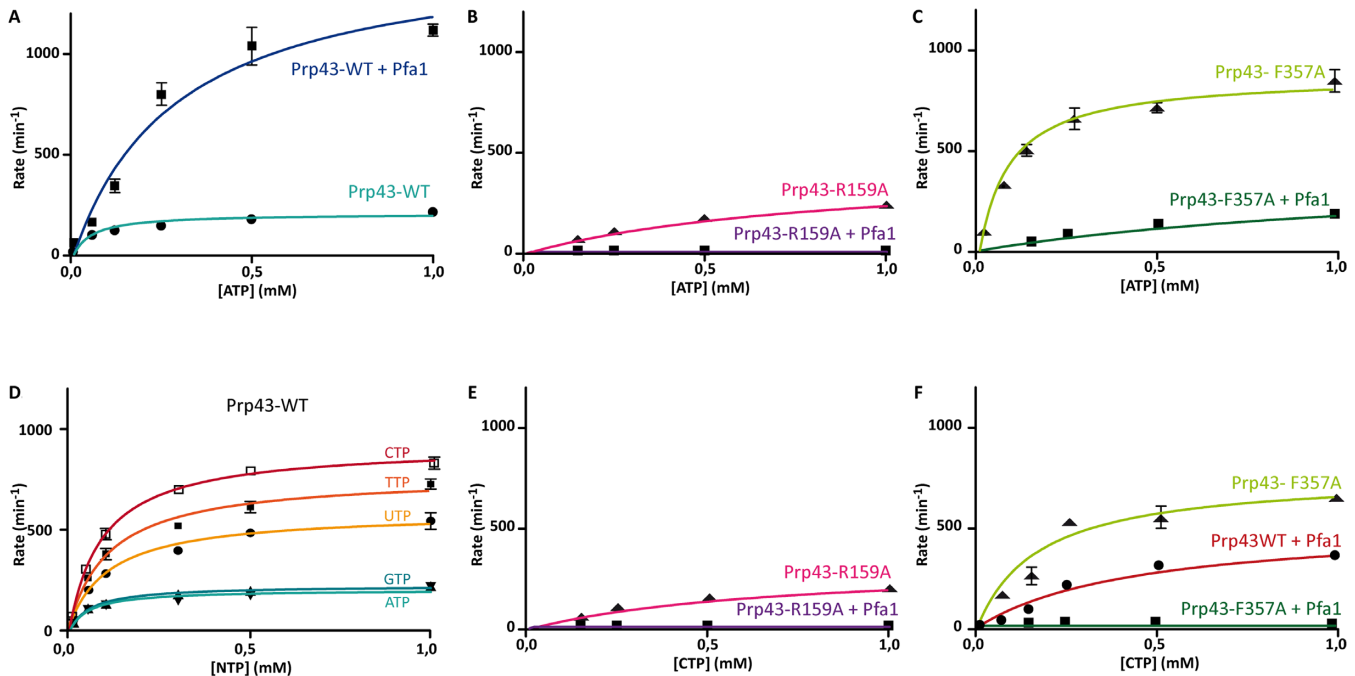 A
1000
500
0
Rate (min-1)
Prp43-WT + Pfa1
Prp43-WT
0,0
0,5
1,0
[ATP] (mM)
B
1000
500
0
Rate (min-1)
Prp43-R159A
Prp43-R159A + Pfa1
0,0
0,5
1,0
[ATP] (mM)
C
1000
500
0
Rate (min-1)
Prp43- F357A
Prp43-F357A + Pfa1
0,0
0,5
1,0
[ATP] (mM)
D
Prp43-WT
1000
500
0
Rate (min-1)
CTP
TTP
UTP
GTP
ATP
0,0
0,5
1,0
[NTP] (mM)
E
1000
500
0
Rate (min-1)
Prp43-R159A
Prp43-R159A + Pfa1
0,0
0,5
1,0
[CTP] (mM)
F
1000
500
0
Rate (min-1)
Prp43- F357A
Prp43WT + Pfa1
Prp43-F357A + Pfa1
0,0
0,5
1,0
[CTP] (mM)